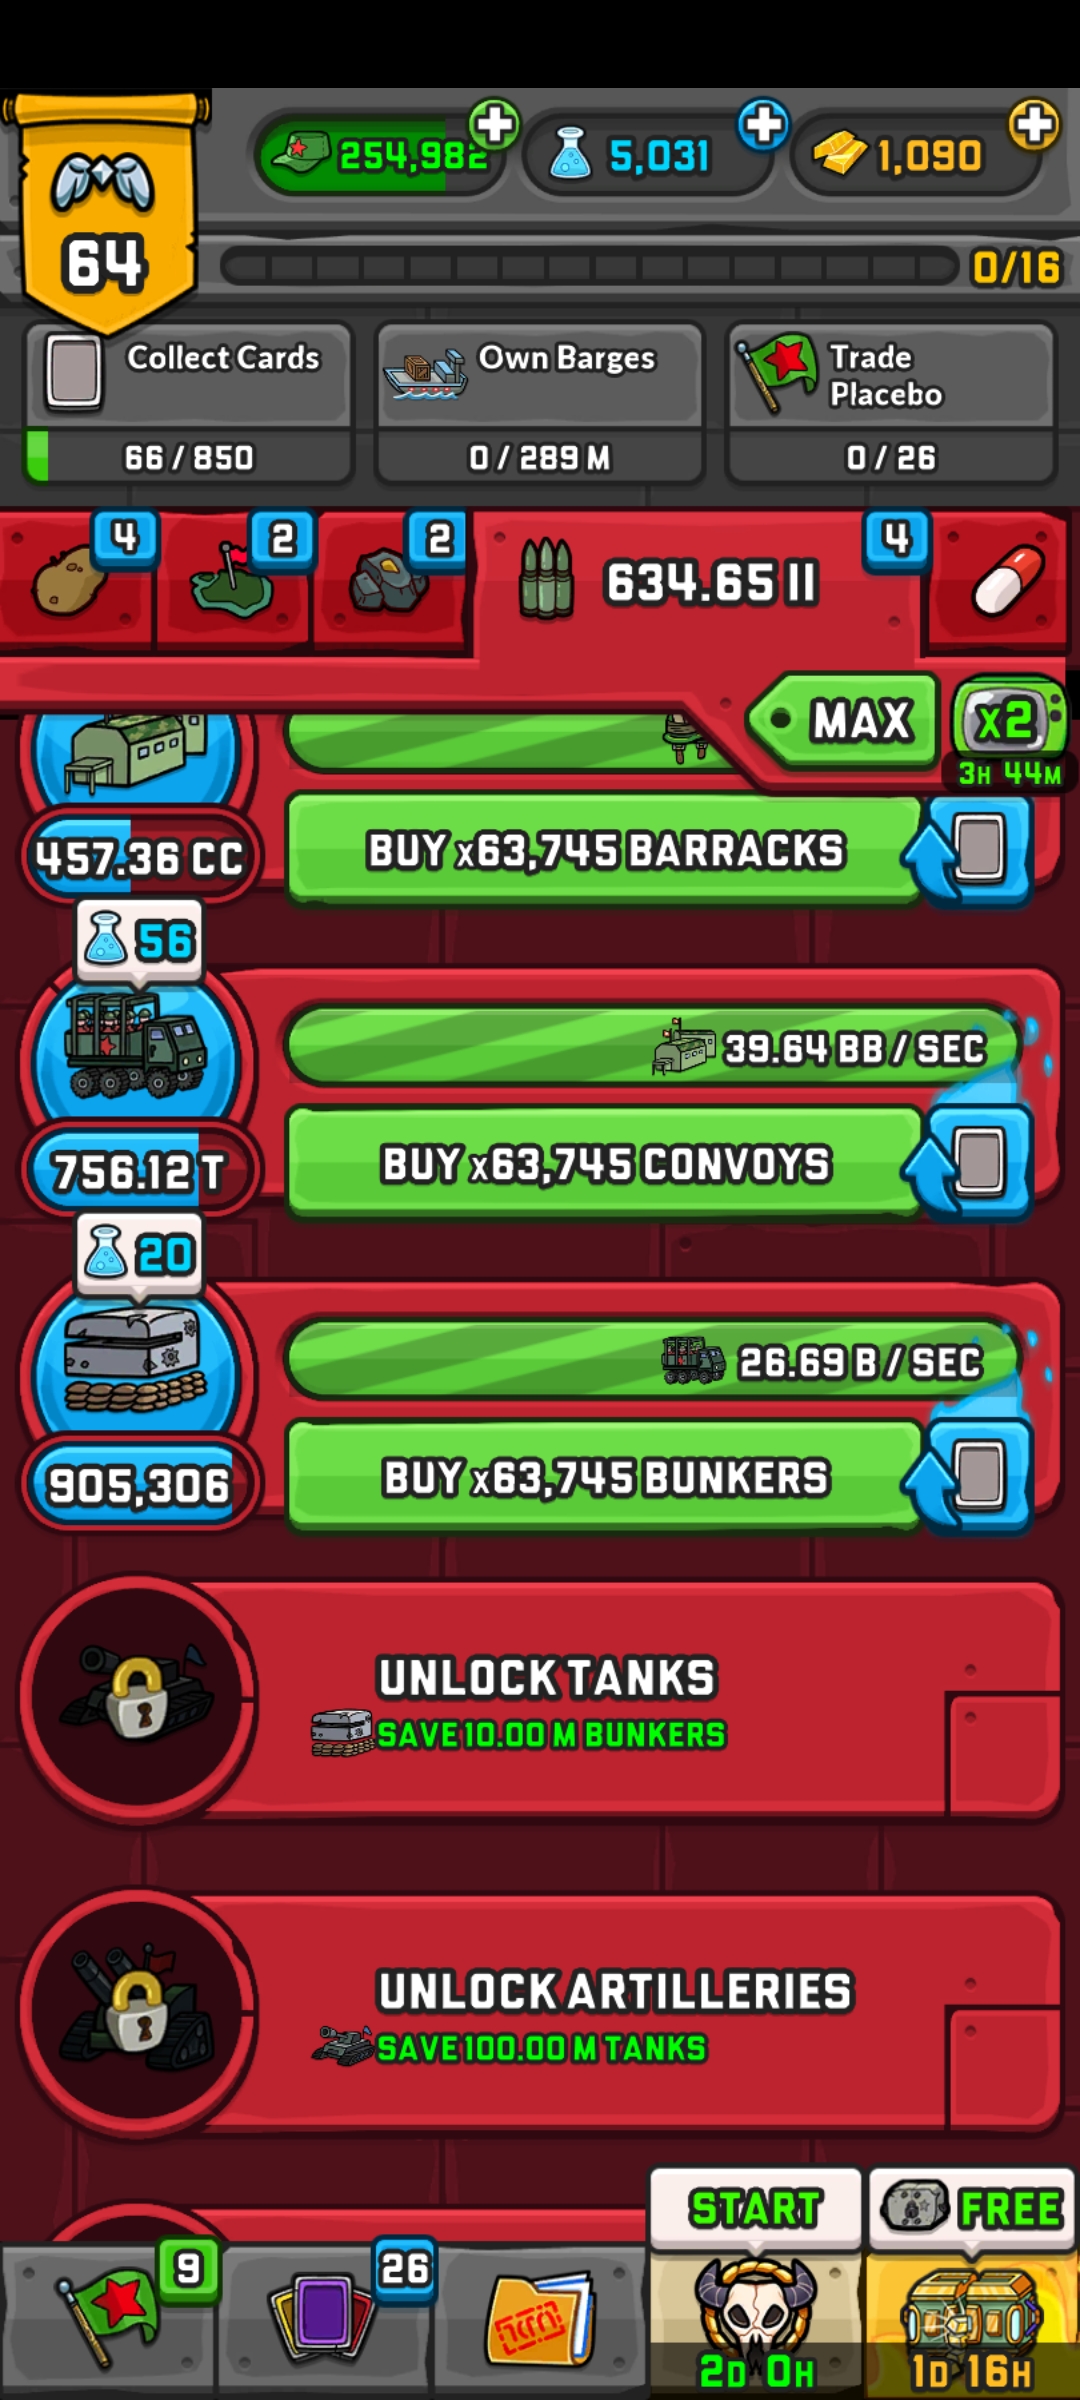 254,982
5,031
1,090
64
0/16
Collect Cards
66 / 850
Own Barges
0 / 289 M
Trade
Placebo
0 / 26
4
2
2
634.65 II
4
MAX
x2
3H 44M
457.36 CC
BUY x63,745 BARRACKS
56
39.64 BB / SEC
756.12 T
BUY x63,745 CONVOYS
20
26.69 B / SEC
905,306
BUY x63,745 BUNKERS
UNLOCK TANKS
SAVE 10.00 M BUNKERS
UNLOCK ARTILLERIES
SAVE 100.00 M TANKS
START
FREE
9
26
2D 0H
1D 16H